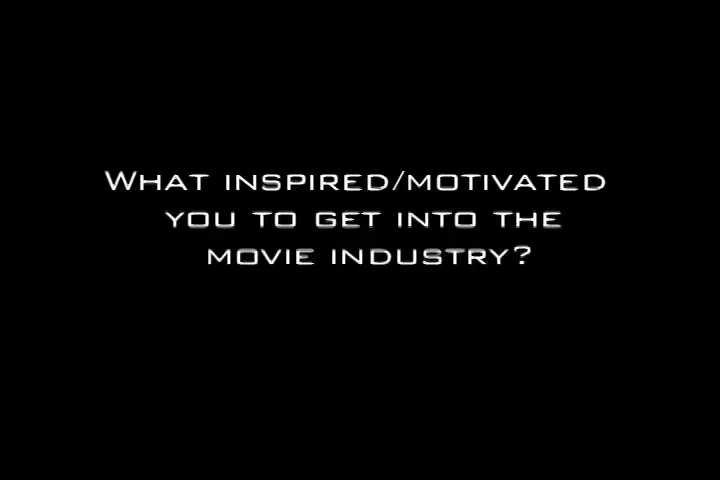 What inspired/motivated
you to get into the
movie industry?